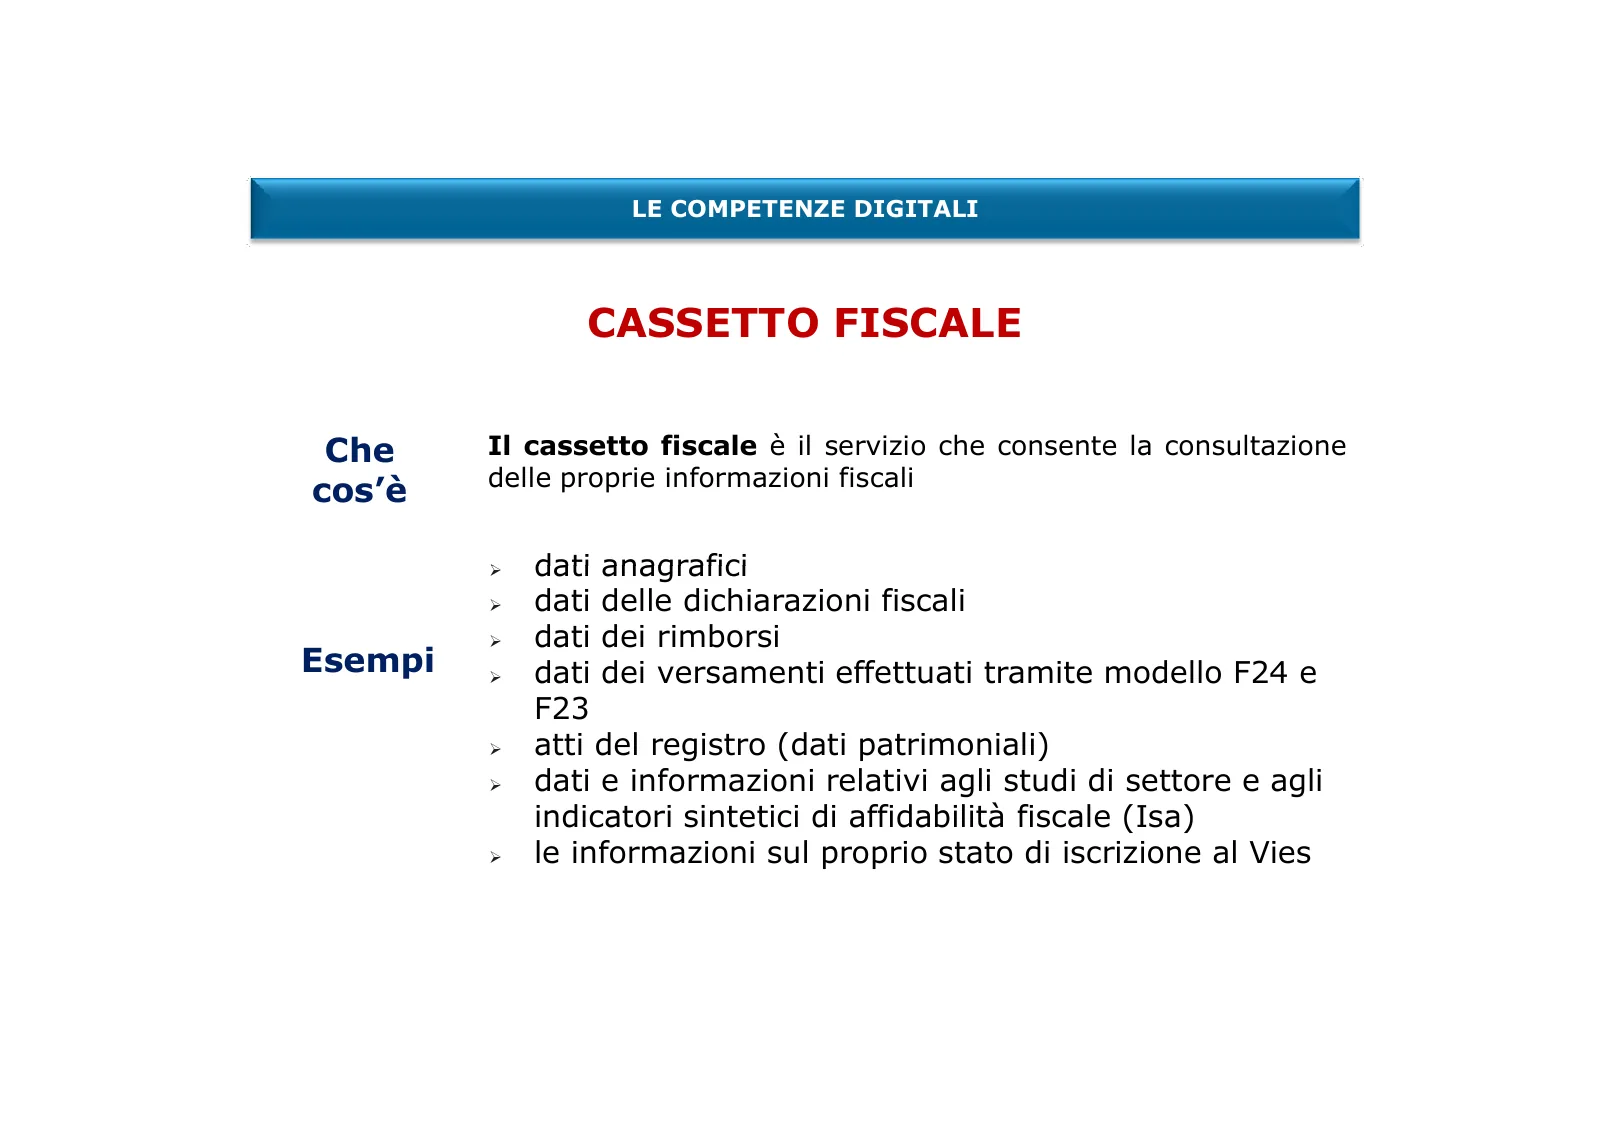 LE COMPETENZE DIGITALI
CASSETTO FISCALE
Che
cos’è
Il cassetto fiscale è il servizio che consente la consultazione
delle proprie informazioni fiscali
Esempi
➢ dati anagrafici
➢ dati delle dichiarazioni fiscali
➢ dati dei rimborsi
➢ dati dei versamenti effettuati tramite modello F24 e
F23
➢ atti del registro (dati patrimoniali)
➢ dati e informazioni relativi agli studi di settore e agli
indicatori sintetici di affidabilità fiscale (Isa)
➢ le informazioni sul proprio stato di iscrizione al Vies